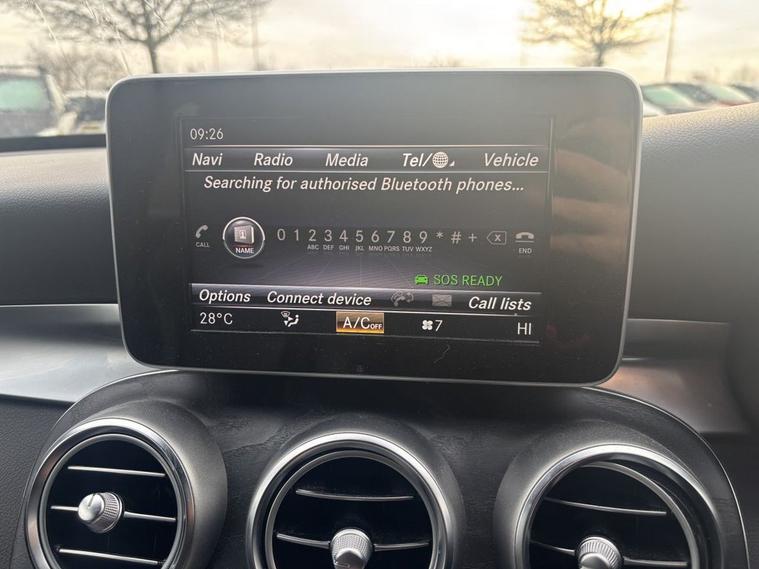 09:26
Navi Radio Media Tel/ Vehicle
Searching for authorised Bluetooth phones...
CALL NAME 0 1 2 3 4 5 6 7 8 9 * # + END
ABC DEF GHI JKL MNO PQRS TUV WXYZ
SOS READY
Options Connect device Call lists
28°C A/C OFF 7 HI